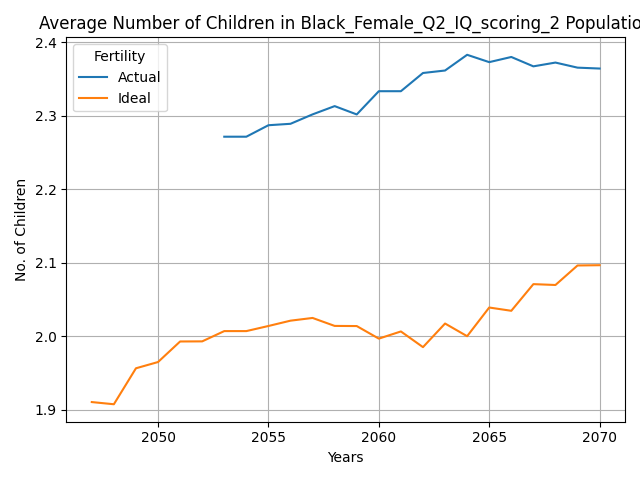 Average Number of Children in Black_Female_Q2_IQ_scoring_2 Populatio
Fertility
Actual
Ideal
No. of Children
2.4
2.3
2.2
2.1
2.0
1.9
2050 2055 2060 2065 2070
Years